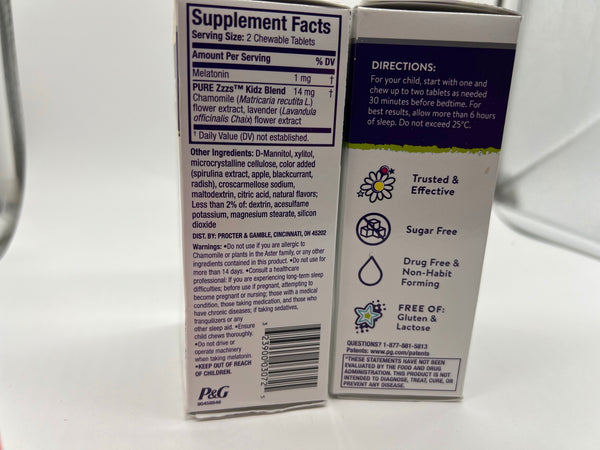 Supplement Facts
Serving Size: 2 Chewable Tablets
Amount Per Serving % DV
Melatonin 1 mg †
PURE Zzzs™ Kidz Blend 14 mg †
Chamomile (Matricaria recutita L.)
flower extract, lavender (Lavandula
officinalis Chaix) flower extract
† Daily Value (DV) not established.
Other Ingredients: D-Mannitol, xylitol,
microcrystalline cellulose, color added
(spirulina extract, apple, blackcurrant,
radish), croscarmellose sodium,
maltodextrin, citric acid, natural flavors;
Less than 2% of: dextrin, acesulfame
potassium, magnesium stearate, silicon
dioxide
DIST. BY: PROCTER & GAMBLE, CINCINNATI, OH 45202
Warnings: •Do not use if you are allergic to
Chamomile or plants in the Aster family, or any other
ingredients contained in this product. •Do not use for
more than 14 days. •Consult a healthcare
professional: If you are experiencing long-term sleep
difficulties; before use if pregnant, attempting to
become pregnant or nursing; those with a medical
condition, those taking medication, and those who
have chronic diseases; if taking sedatives,
tranquilizers or any
other sleep aid. •Ensure
child chews thoroughly.
•Do not drive or
operate machinery
when taking melatonin.
•KEEP OUT OF REACH
OF CHILDREN.
3 23900 03072 5
P&G
90458646
DIRECTIONS:
For your child, start with one and
chew up to two tablets as needed
30 minutes before bedtime. For
best results, allow more than 6 hours
of sleep. Do not exceed 25°C.
Trusted &
Effective
Sugar Free
Drug Free &
Non-Habit
Forming
FREE OF:
Gluten &
Lactose
QUESTIONS? 1-877-881-5813
Patents: www.pg.com/patents
*THESE STATEMENTS HAVE NOT BEEN
EVALUATED BY THE FOOD AND DRUG
ADMINISTRATION. THIS PRODUCT IS NOT
INTENDED TO DIAGNOSE, TREAT, CURE, OR
PREVENT ANY DISEASE.